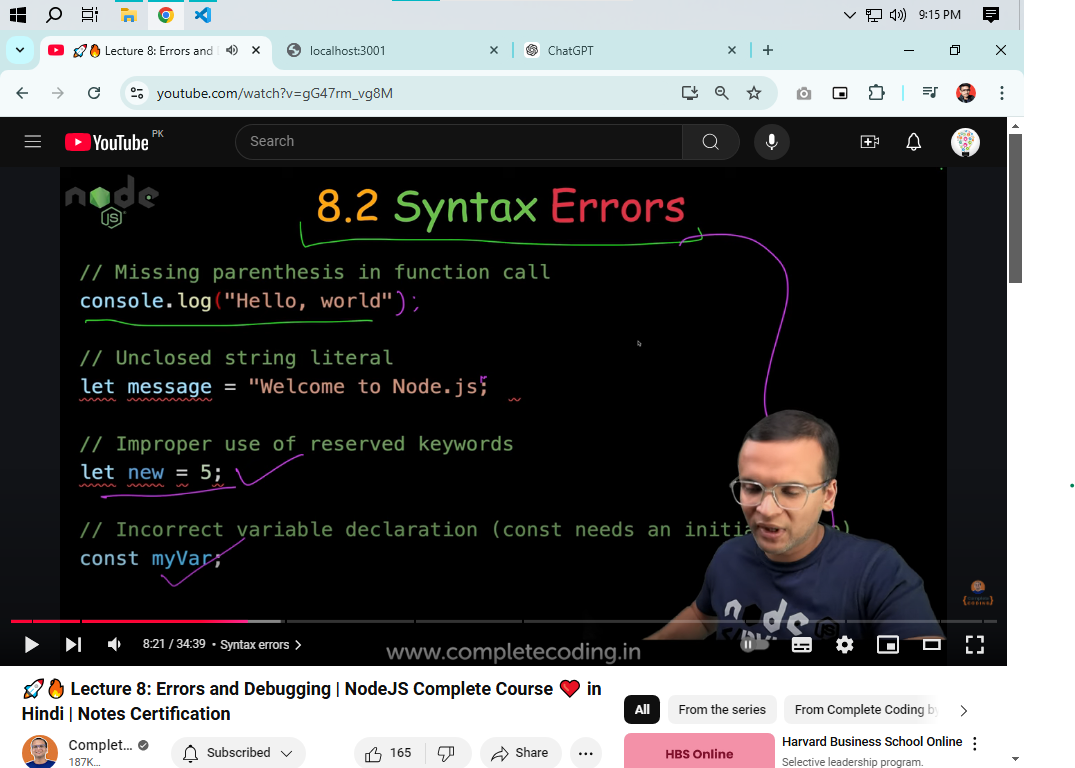 9:15 PM
🚀🔥 Lecture 8: Errors and
localhost:3001
ChatGPT
youtube.com/watch?v=gG47rm_vg8M
YouTube PK
Search
node
JS
8.2 Syntax Errors
// Missing parenthesis in function call
console.log("Hello, world");
// Unclosed string literal
let message = "Welcome to Node.js";
// Improper use of reserved keywords
let new = 5;
// Incorrect variable declaration (const needs an initia
const myVar;
node
JS
8:21 / 34:39 • Syntax errors
www.completecoding.in
🚀🔥 Lecture 8: Errors and Debugging | NodeJS Complete Course ❤️ in
Hindi | Notes Certification
Complet...
187K...
Subscribed
165
Share
All
From the series
From Complete Coding by
HBS Online
Harvard Business School Online
Selective leadership program.